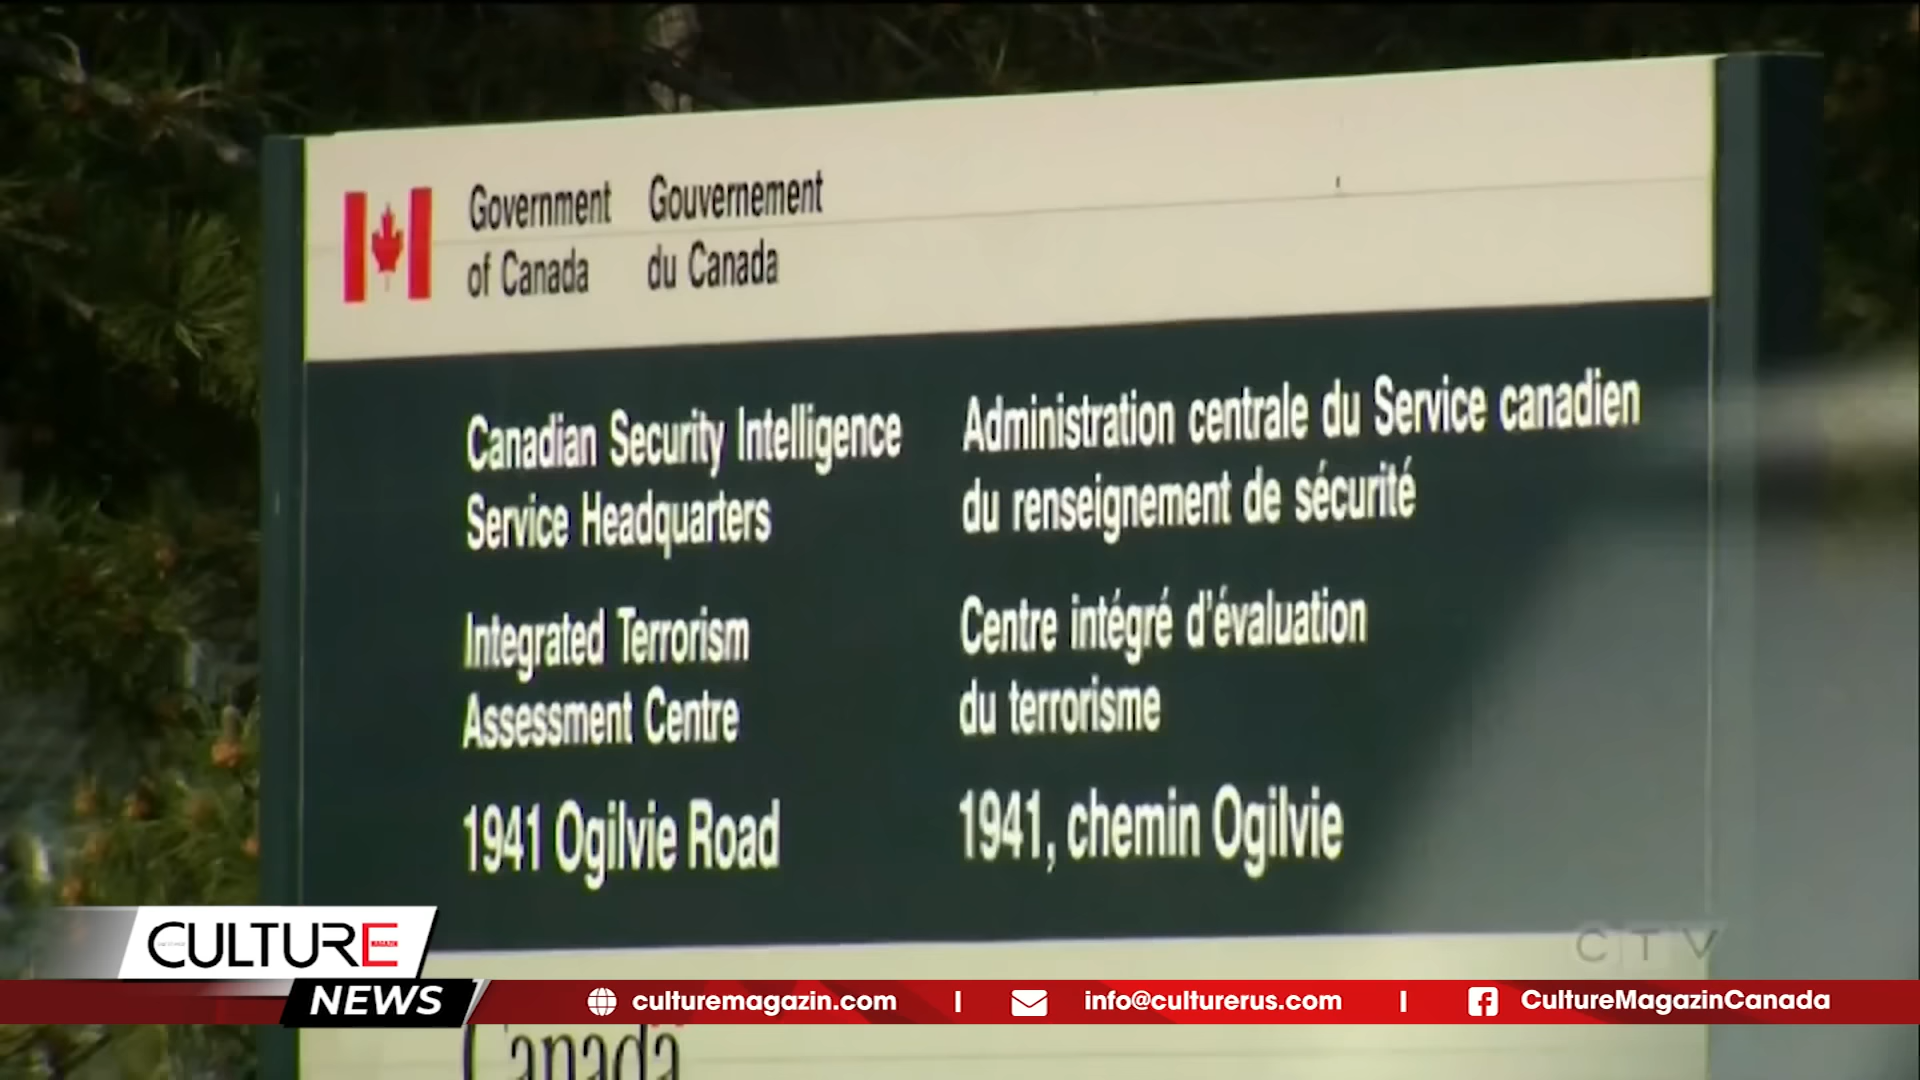 Government
of Canada
Gouvernement
du Canada
Canadian Security Intelligence
Service Headquarters
Administration centrale du Service canadien
du renseignement de sécurité
Integrated Terrorism
Assessment Centre
Centre intégré d'évaluation
du terrorisme
1941 Ogilvie Road
1941, chemin Ogilvie
CTV
CULTURE
MAGAZIN
NEWS
culturemagazin.com | info@culturerus.com | CultureMagazinCanada
Canada